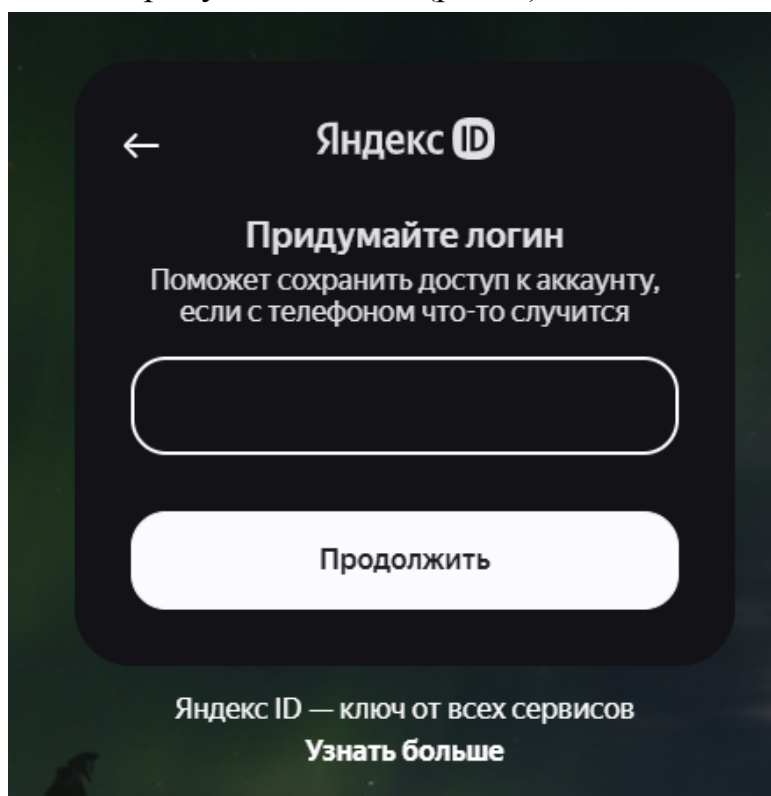 Яндекс ID
Придумайте логин
Поможет сохранить доступ к аккаунту,
если с телефоном что-то случится
Продолжить
Яндекс ID — ключ от всех сервисов
Узнать больше